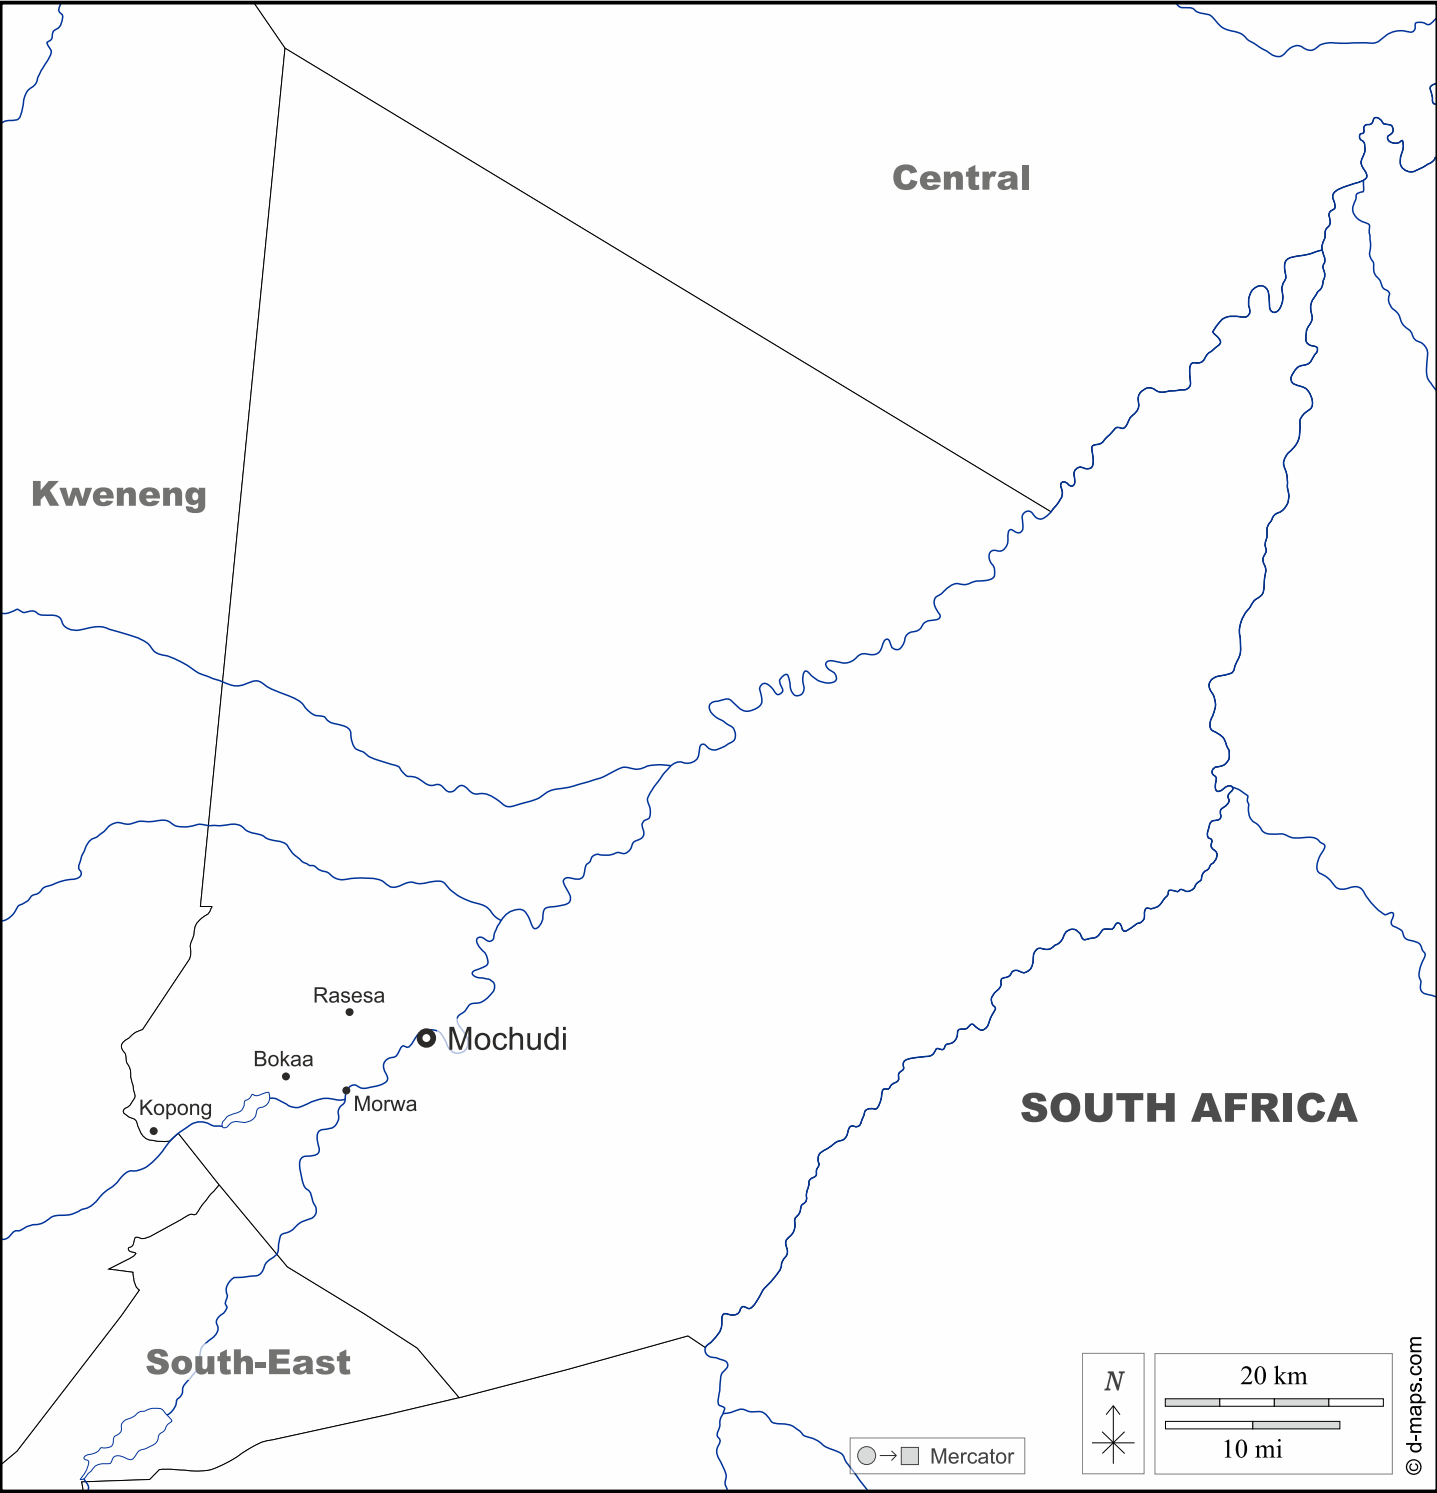 Central
Kweneng
Rasesa
Mochudi
Bokaa
Morwa
Kopong
SOUTH AFRICA
South-East
N
20 km
10 mi
Mercator
© d-maps.com